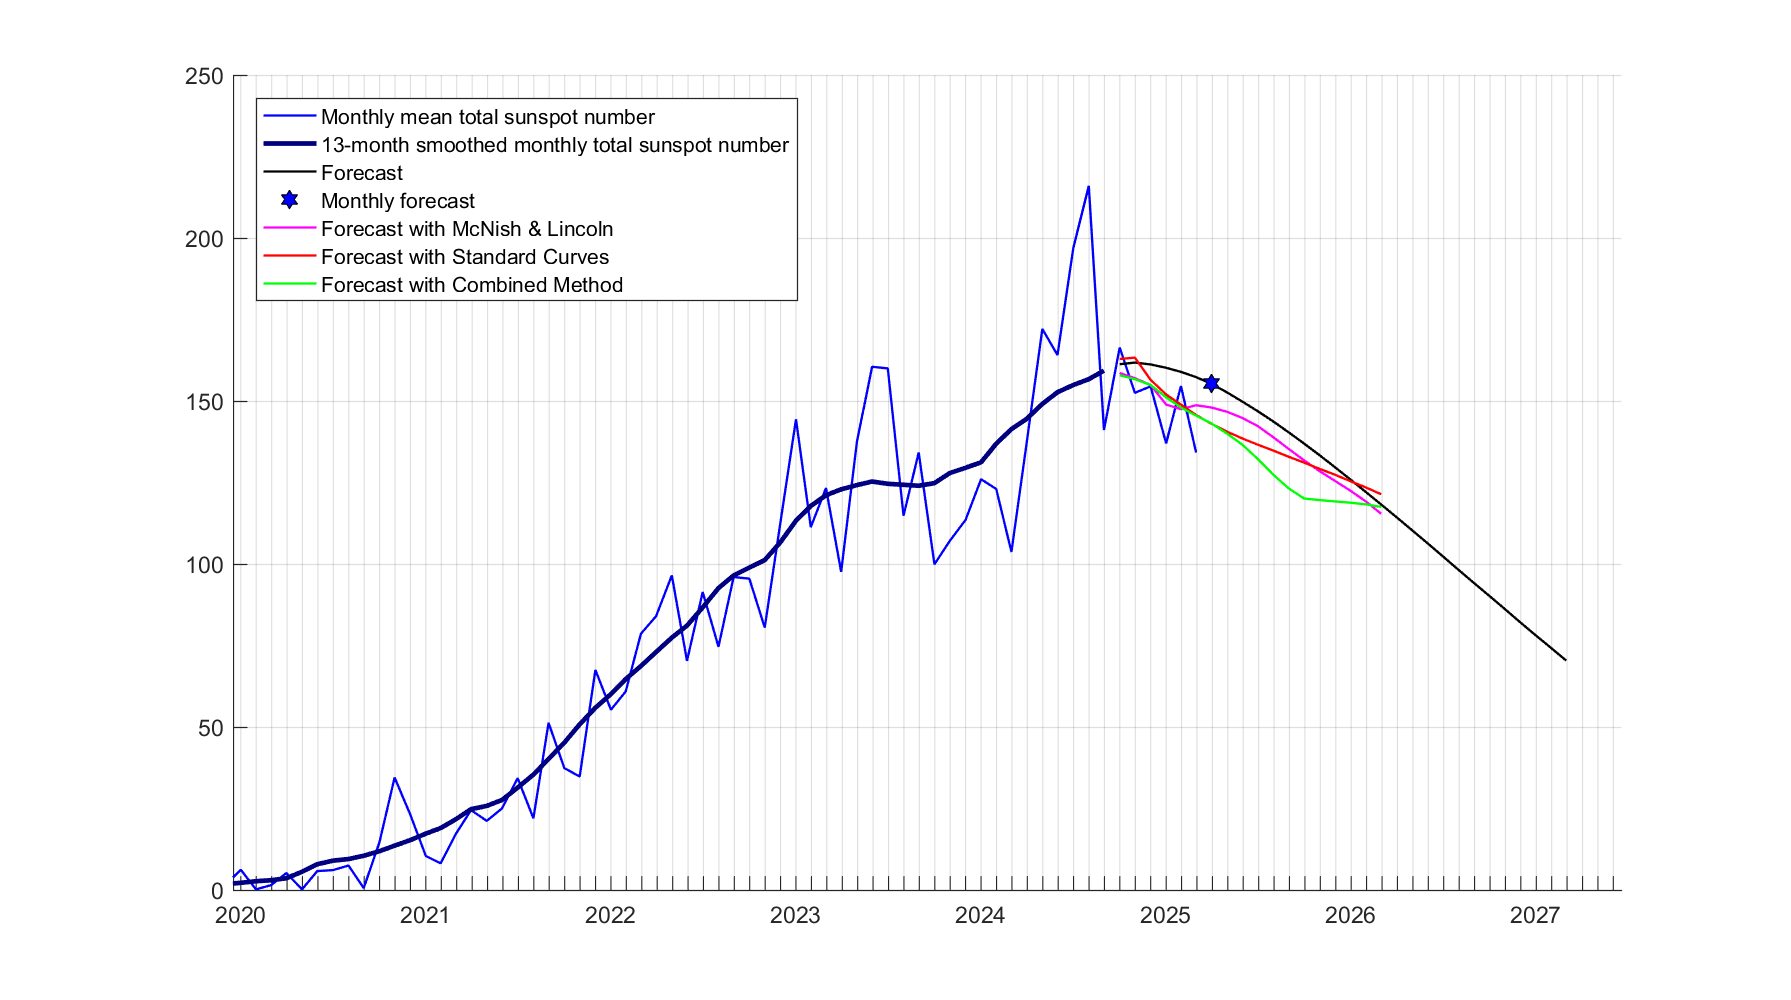 250
200
150
100
50
0
Monthly mean total sunspot number
13-month smoothed monthly total sunspot number
Forecast
Monthly forecast
Forecast with McNish & Lincoln
Forecast with Standard Curves
Forecast with Combined Method
2020 2021 2022 2023 2024 2025 2026 2027